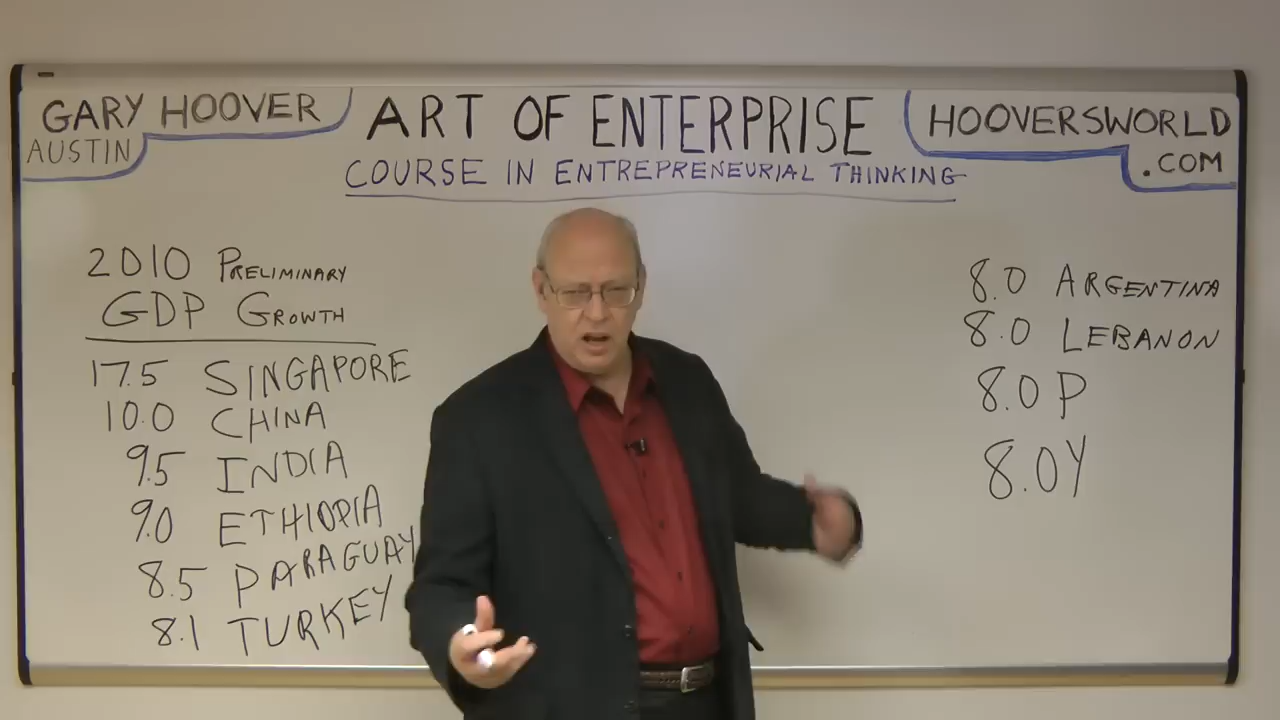 GARY HOOVER
AUSTIN
ART OF ENTERPRISE
COURSE IN ENTREPRENEURIAL THINKING
HOOVERSWORLD
.COM
2010 PRELIMINARY
GDP GROWTH
17.5 SINGAPORE
10.0 CHINA
9.5 INDIA
9.0 ETHIOPIA
8.5 PARAGUAY
8.1 TURKEY
8.0 ARGENTINA
8.0 LEBANON
8.0 P
8.0 Y